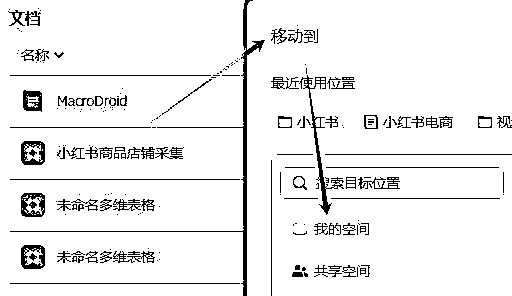 文档
名称
MacroDroid
小红书商品店铺采集
未命名多维表格
未命名多维表格
移动到
最近使用位置
小红书 小红书电商 视
搜索目标位置
我的空间
共享空间